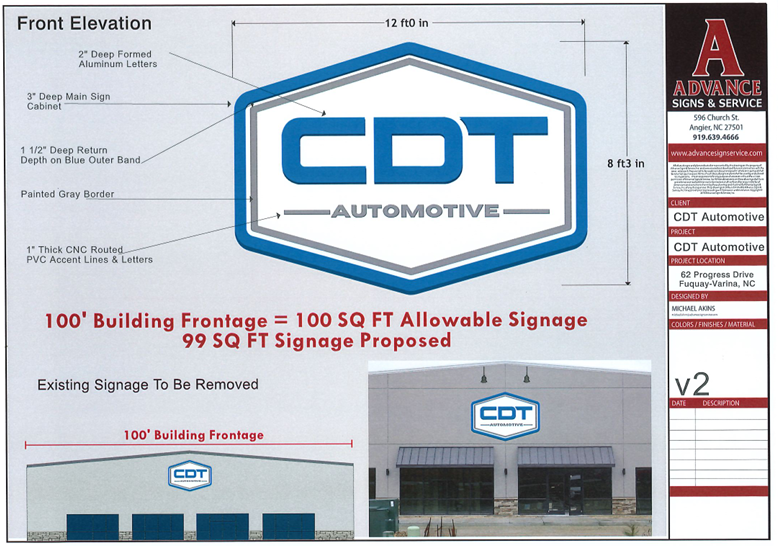 Front Elevation
12 ft0 in
2" Deep Formed
Aluminum Letters
3" Deep Main Sign
Cabinet
1 1/2" Deep Return
Depth on Blue Outer Band
Painted Gray Border
1" Thick CNC Routed
PVC Accent Lines & Letters
CDT
AUTOMOTIVE
8 ft3 in
100' Building Frontage = 100 SQ FT Allowable Signage
99 SQ FT Signage Proposed
Existing Signage To Be Removed
100' Building Frontage
CDT
AUTOMOTIVE
CDT
AUTOMOTIVE
A
ADVANCE
SIGNS & SERVICE
596 Church St.
Angier, NC 27501
919.639.4666
www.advancesignservice.com
CLIENT
CDT Automotive
PROJECT
CDT Automotive
PROJECT LOCATION
62 Progress Drive
Fuquay-Varina, NC
DESIGNED BY
MICHAEL AKINS
COLORS / FINISHES / MATERIAL
v2
DATE DESCRIPTION